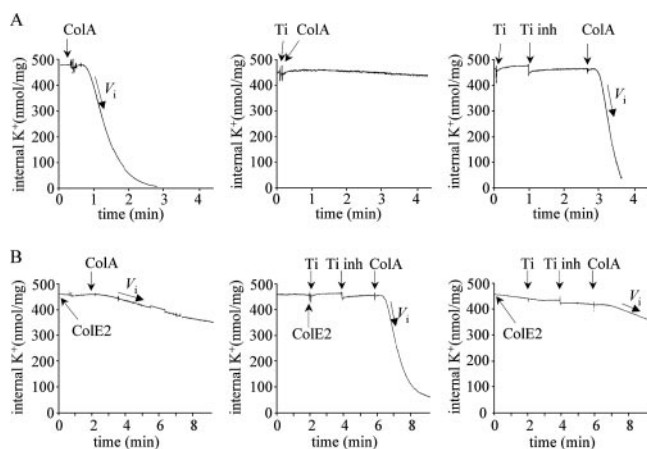 A
ColA
Ti ColA
Ti Ti inh ColA
internal K+(nmol/mg)
500
400
300
200
100
0
Vi
0 1 2 3 4
time (min)
internal K+(nmol/mg)
500
400
300
200
100
0
0 1 2 3 4
time (min)
internal K+(nmol/mg)
500
400
300
200
100
0
Vi
0 1 2 3 4
time (min)
B
ColA
Ti Ti inh ColA
Ti Ti inh ColA
internal K+(nmol/mg)
500
400
300
200
100
0
Vi
ColE2
0 2 4 6 8
time (min)
internal K+(nmol/mg)
500
400
300
200
100
0
ColE2
Vi
0 2 4 6 8
time (min)
internal K+(nmol/mg)
500
400
300
200
100
0
ColE2
Vi
0 2 4 6 8
time (min)